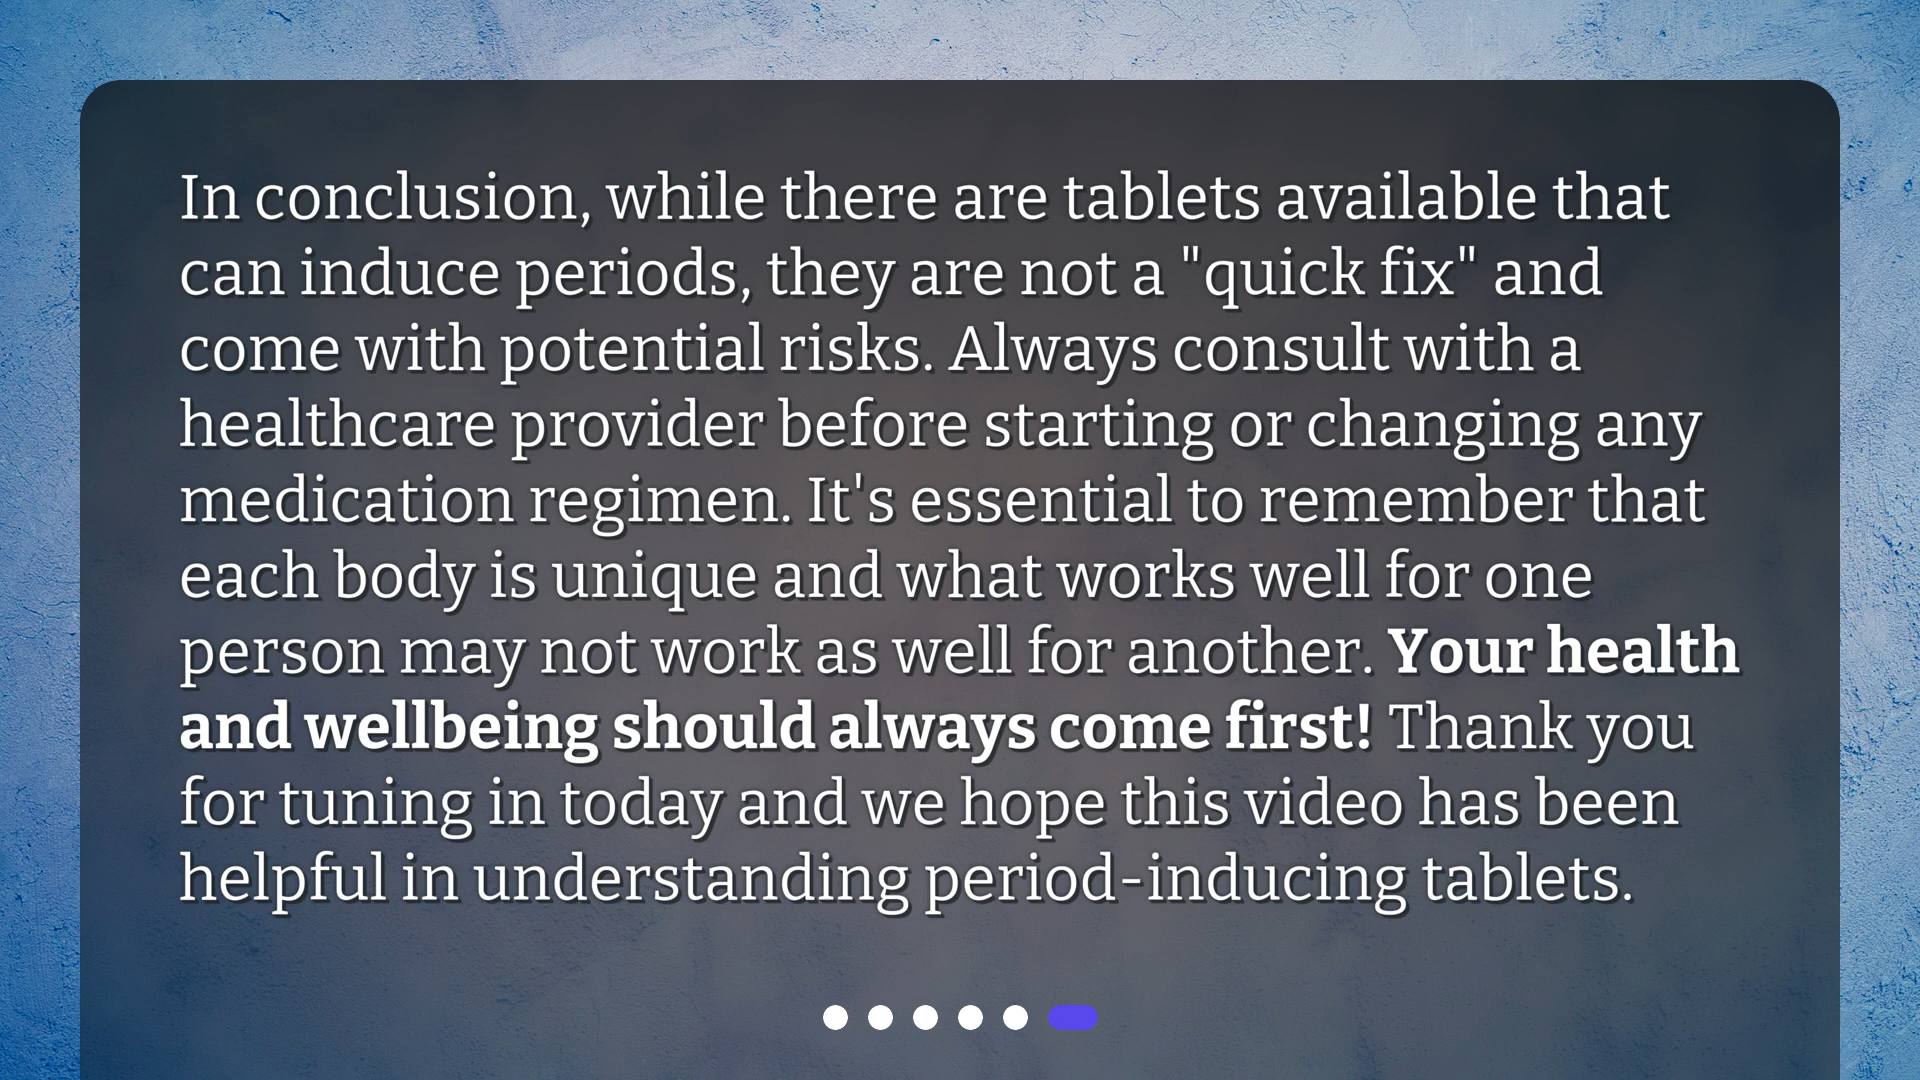 In conclusion, while there are tablets available that
can induce periods, they are not a "quick fix" and
come with potential risks. Always consult with a
healthcare provider before starting or changing any
medication regimen. It's essential to remember that
each body is unique and what works well for one
person may not work as well for another. Your health
and wellbeing should always come first! Thank you
for tuning in today and we hope this video has been
helpful in understanding period-inducing tablets.